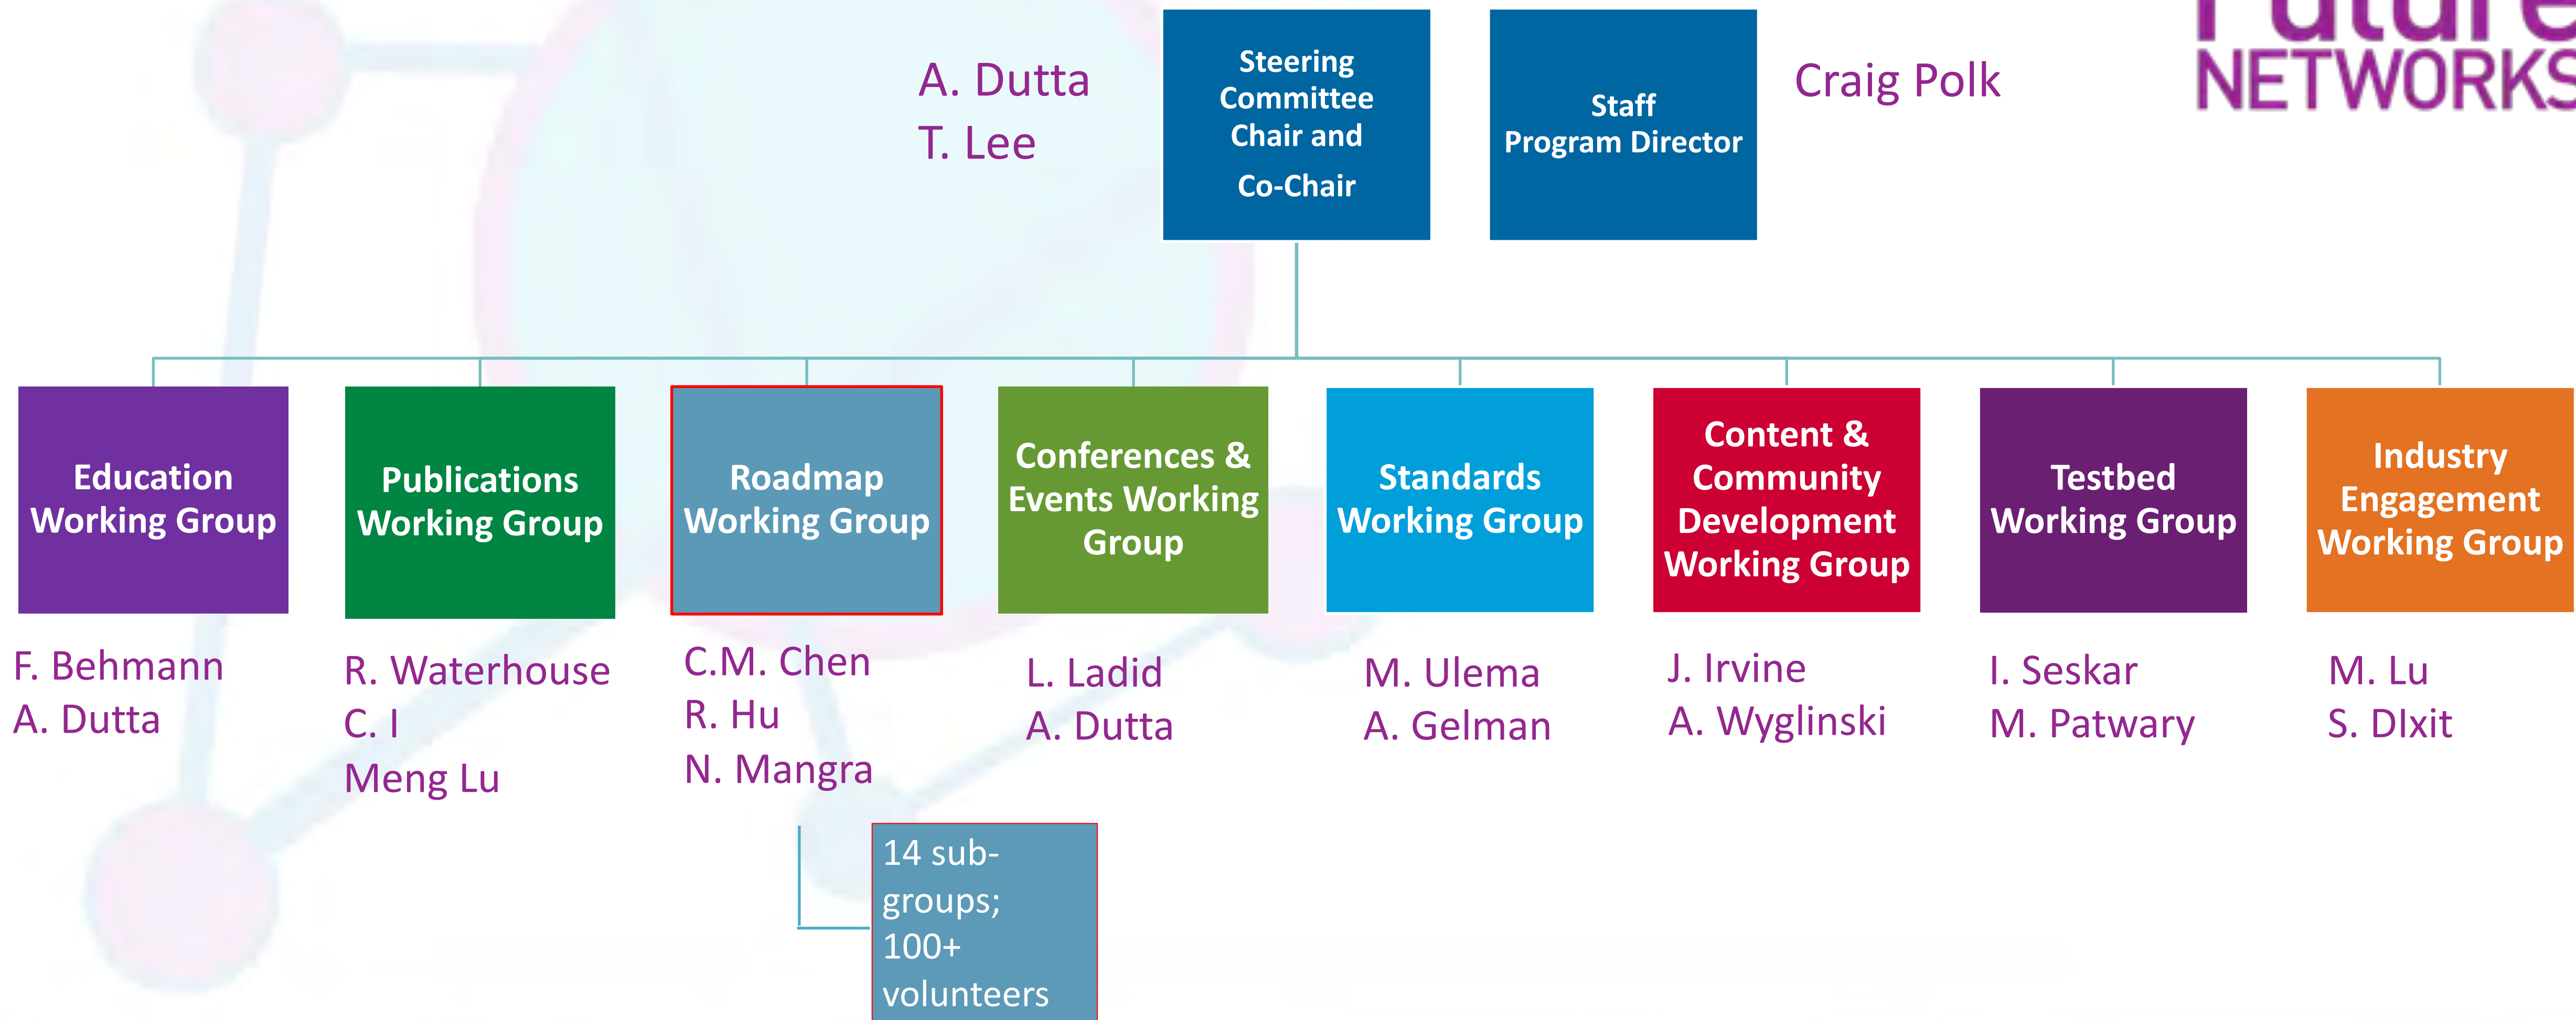 Future
NETWORKS
A. Dutta
T. Lee
Steering
Committee
Chair and
Co-Chair
Staff
Program Director
Craig Polk
Education
Working Group
Publications
Working Group
Roadmap
Working Group
Conferences &
Events Working
Group
Standards
Working Group
Content &
Community
Development
Working Group
Testbed
Working Group
Industry
Engagement
Working Group
F. Behmann
A. Dutta
R. Waterhouse
C. I
Meng Lu
C.M. Chen
R. Hu
N. Mangra
L. Ladid
A. Dutta
M. Ulema
A. Gelman
J. Irvine
A. Wyglinski
I. Seskar
M. Patwary
M. Lu
S. DIxit
14 sub-
groups;
100+
volunteers